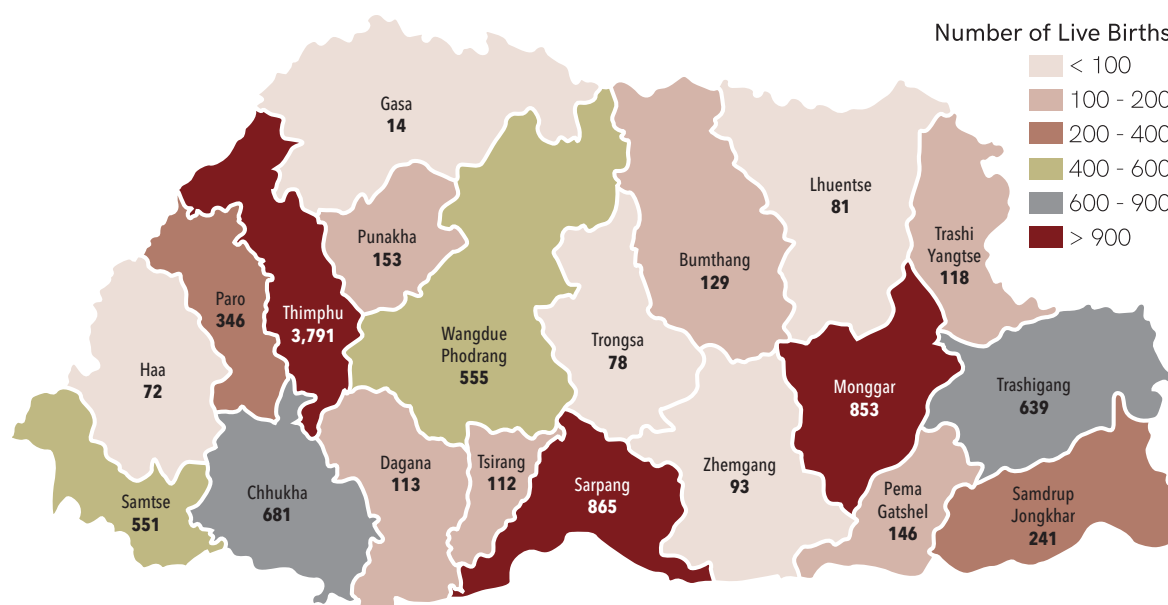 Number of Live Births
< 100
100 - 200
200 - 400
400 - 600
600 - 900
> 900
Gasa
14
Lhuentse
81
Punakha
153
Trashi
Yangtse
118
Bumthang
129
Paro
346
Thimphu
3,791
Wangdue
Phodrang
555
Trongsa
78
Haa
72
Monggar
853
Trashigang
639
Dagana
113
Tsirang
112
Zhemgang
93
Sarpang
865
Chhukha
681
Samtse
551
Pema
Gatshel
146
Samdrup
Jongkhar
241